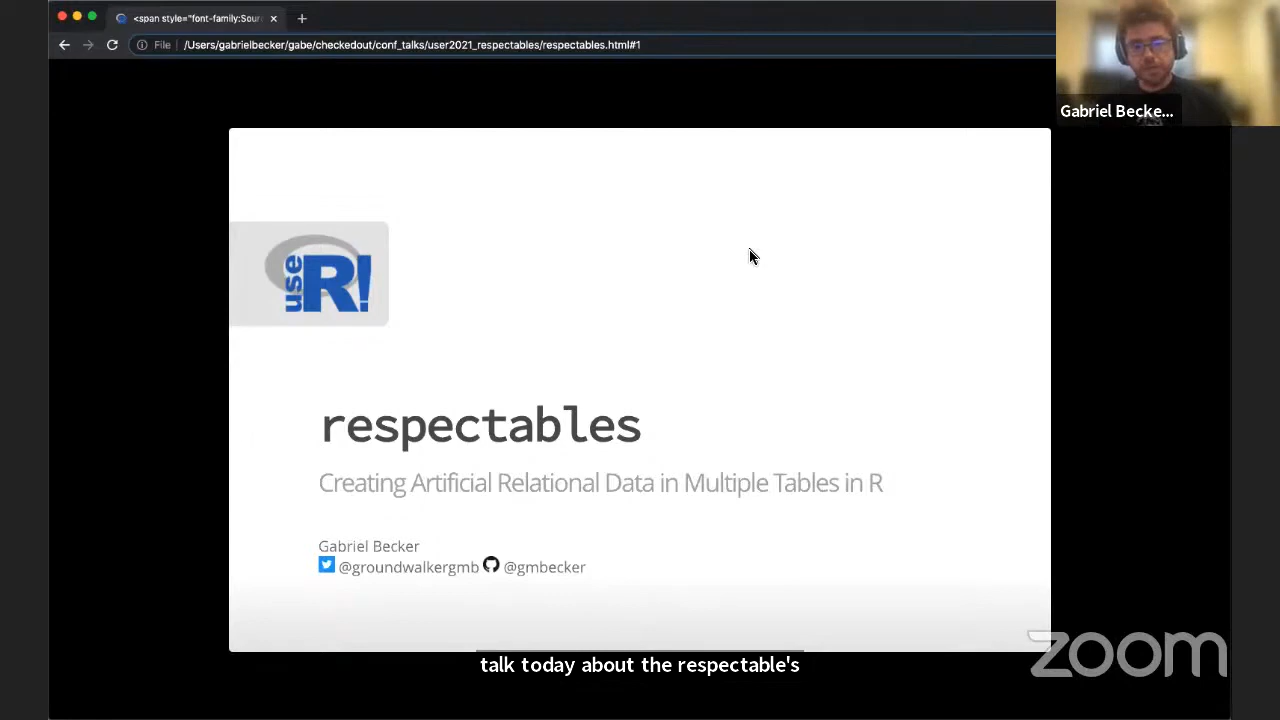 <span style="font-family:Sour
File
/Users/gabrielbecker/gabe/checkedout/conf_talks/user2021_respectables/respectables.html#1
Gabriel Becke...
use R!
respectables
Creating Artificial Relational Data in Multiple Tables in R
Gabriel Becker
@groundwalkergmb @gmbecker
zoom
talk today about the respectable's